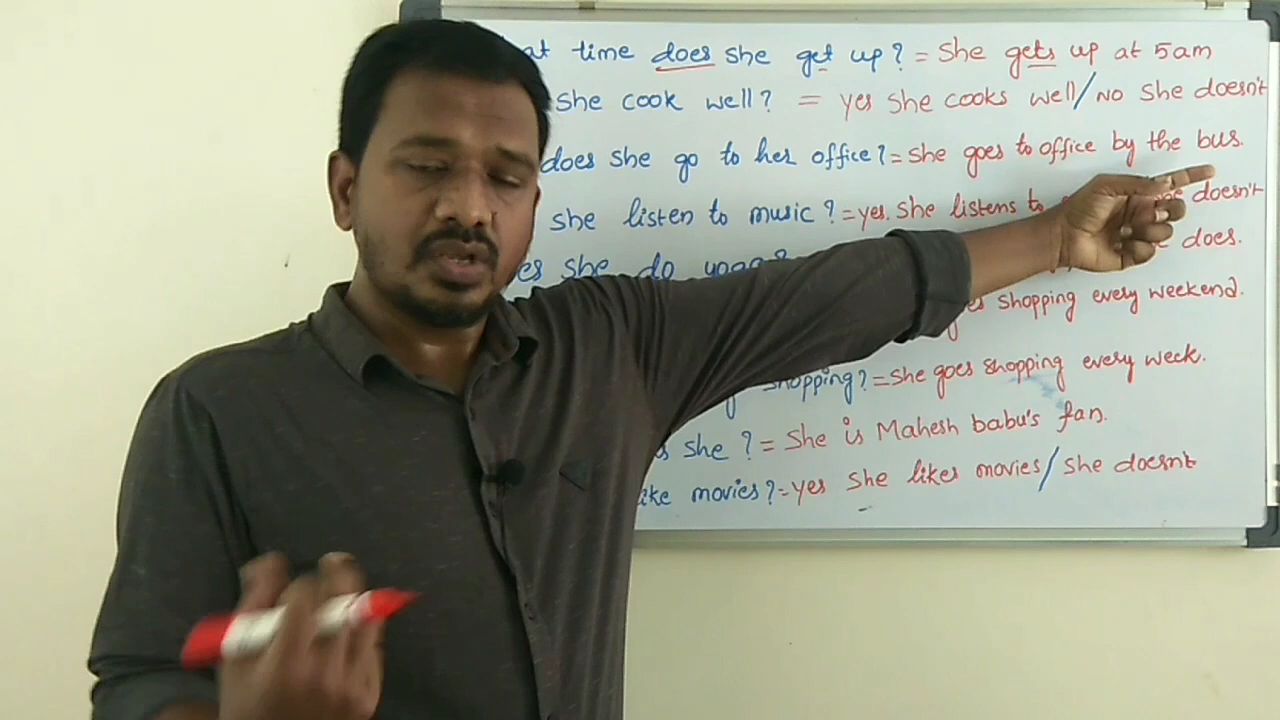 at time does she get up? = She gets up at 5am
she cook well? = yes she cooks well/ No she doesn't
does she go to her office? = she goes to office by the bus.
she listen to music? = yes. She listens to doesn't
she do yoga? does.
shopping every weekend.
shopping? = she goes shopping every week.
she? = She is Mahesh babu's fan.
movies? = yes she likes movies/ she doesn't